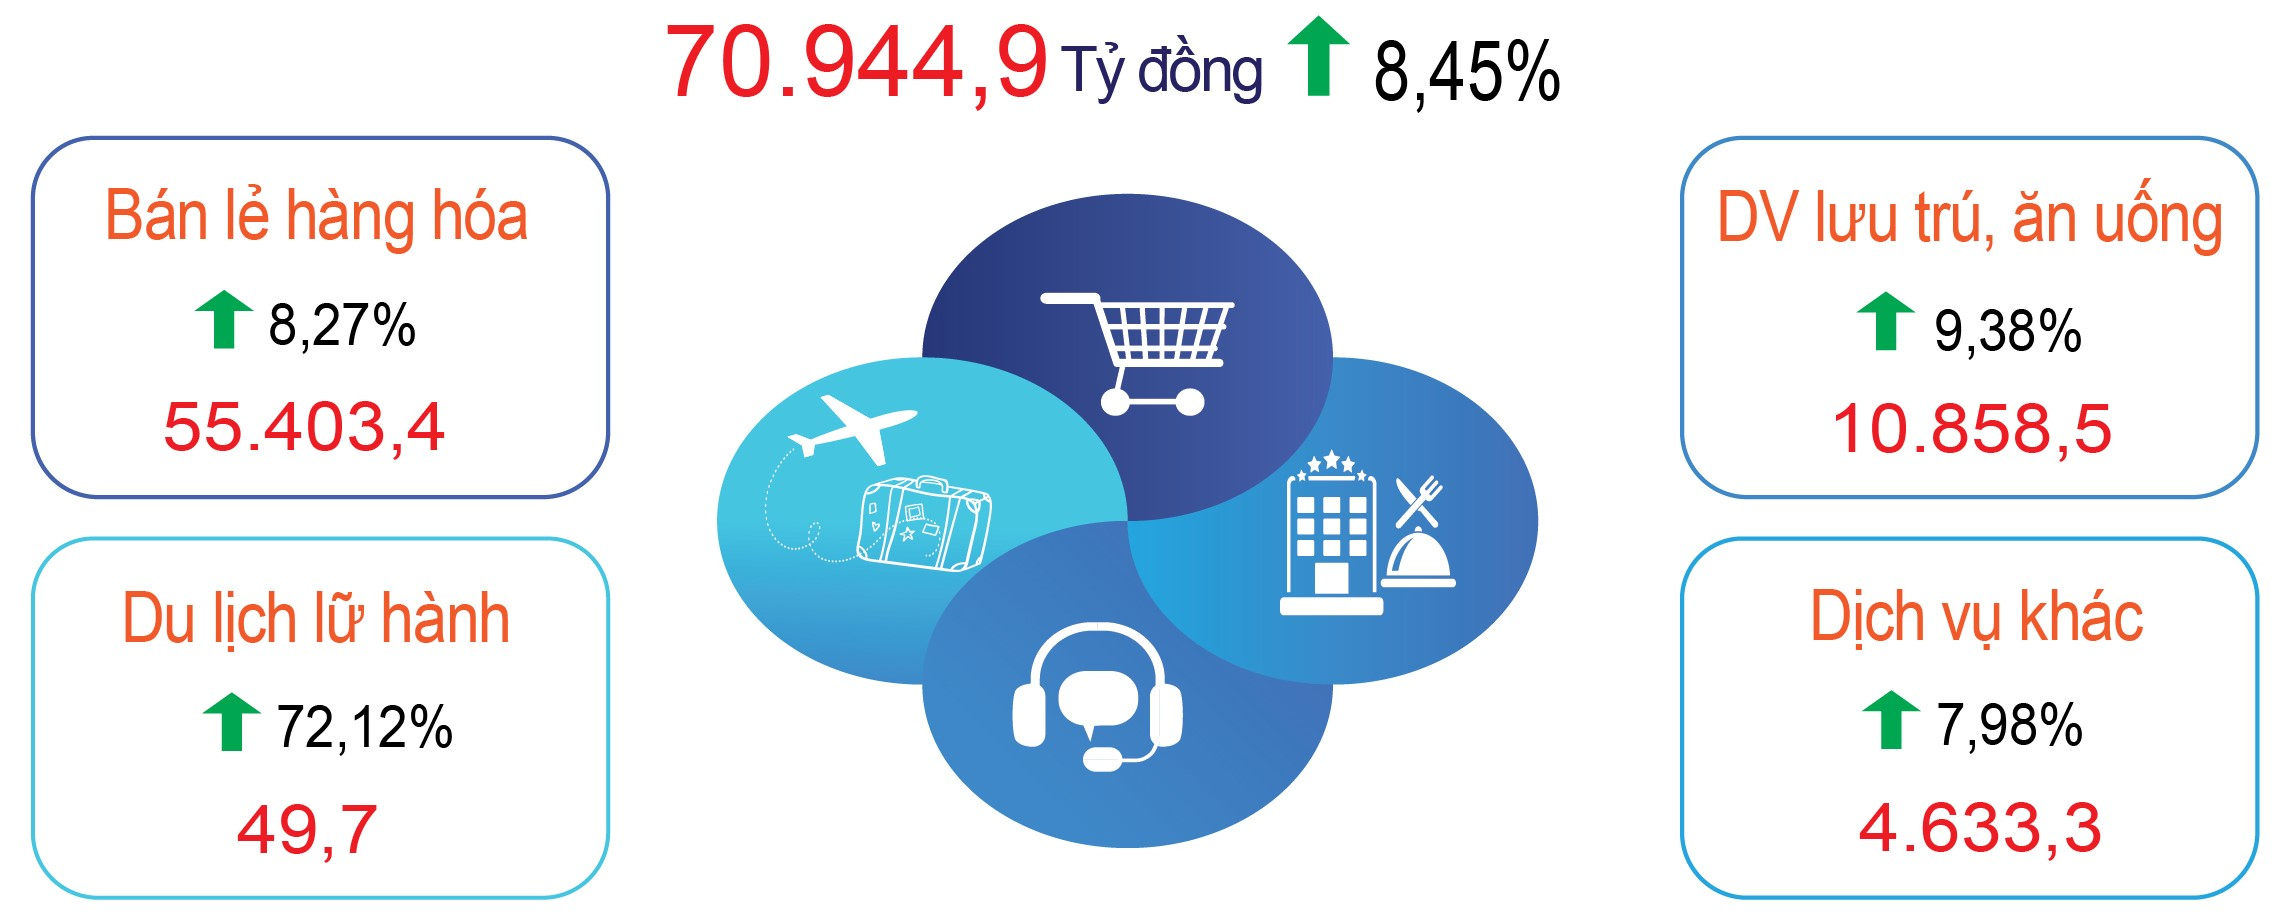 70.944,9 Tỷ đồng 8,45%
Bán lẻ hàng hóa
8,27%
55.403,4
DV lưu trú, ăn uống
9,38%
10.858,5
Du lịch lữ hành
72,12%
49,7
Dịch vụ khác
7,98%
4.633,3